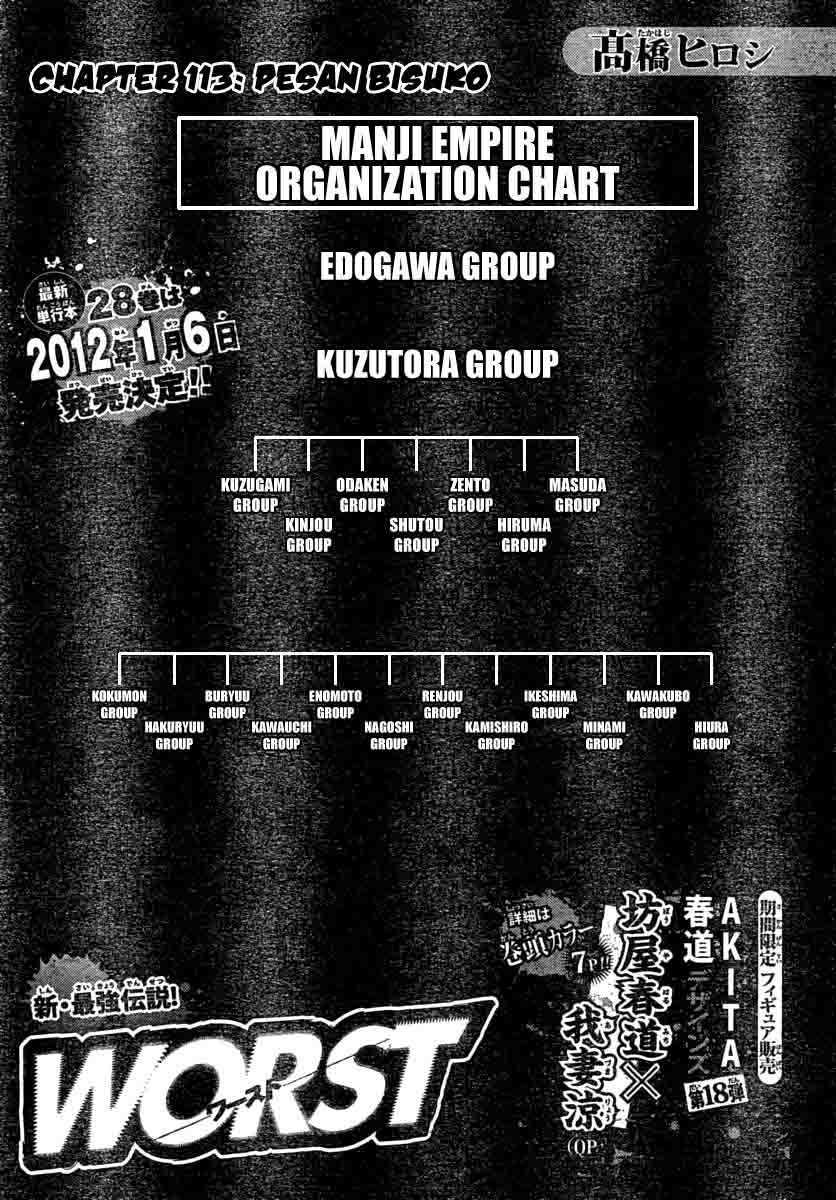 髙橋ヒロシ
たかはし
CHAPTER 113: PESAN BISUKO
MANJI EMPIRE
ORGANIZATION CHART
EDOGAWA GROUP
最新
単行本
28巻は
2012年1月6日
発売決定!!
KUZUTORA GROUP
KUZUGAMI
GROUP
KINJOU
GROUP
ODAKEN
GROUP
SHUTOU
GROUP
ZENTO
GROUP
HIRUMA
GROUP
MASUDA
GROUP
KOKUMON
GROUP
HAKURYUU
GROUP
BURYUU
GROUP
KAWAUCHI
GROUP
ENOMOTO
GROUP
NAGOSHI
GROUP
RENJOU
GROUP
KAMISHIRO
GROUP
IKESHIMA
GROUP
MINAMI
GROUP
KAWAKUBO
GROUP
HIURA
GROUP
期間限定フィギュア販売
AKITA
春道デザインズ
第18弾
坊屋春道×
我妻涼
(QP
詳細は
巻頭カラー
7P!!
新・最強伝説!
WORST
ワースト